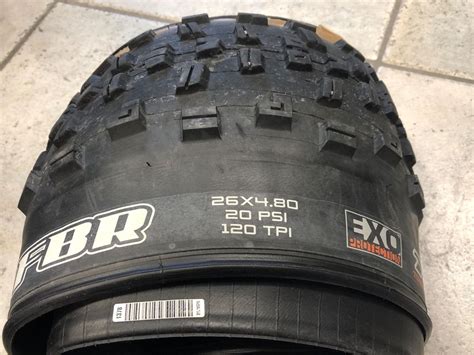 FBR
26X4.80
20 PSI
120 TPI
EXO
PROTECTION